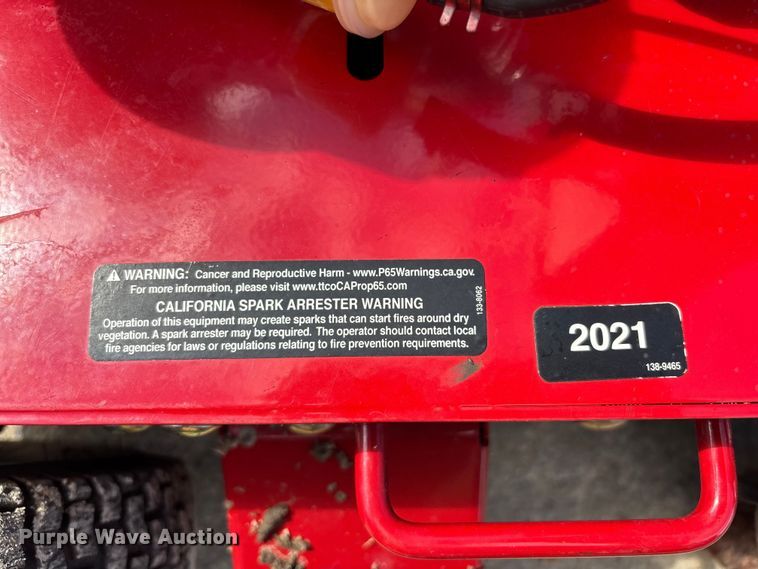 WARNING: Cancer and Reproductive Harm - www.P65Warnings.ca.gov.
For more information, please visit www.ttcoCAProp65.com
CALIFORNIA SPARK ARRESTER WARNING
Operation of this equipment may create sparks that can start fires around dry
vegetation. A spark arrester may be required. The operator should contact local
fire agencies for laws or regulations relating to fire prevention requirements.
133-8062
2021
138-9465
Purple Wave Auction